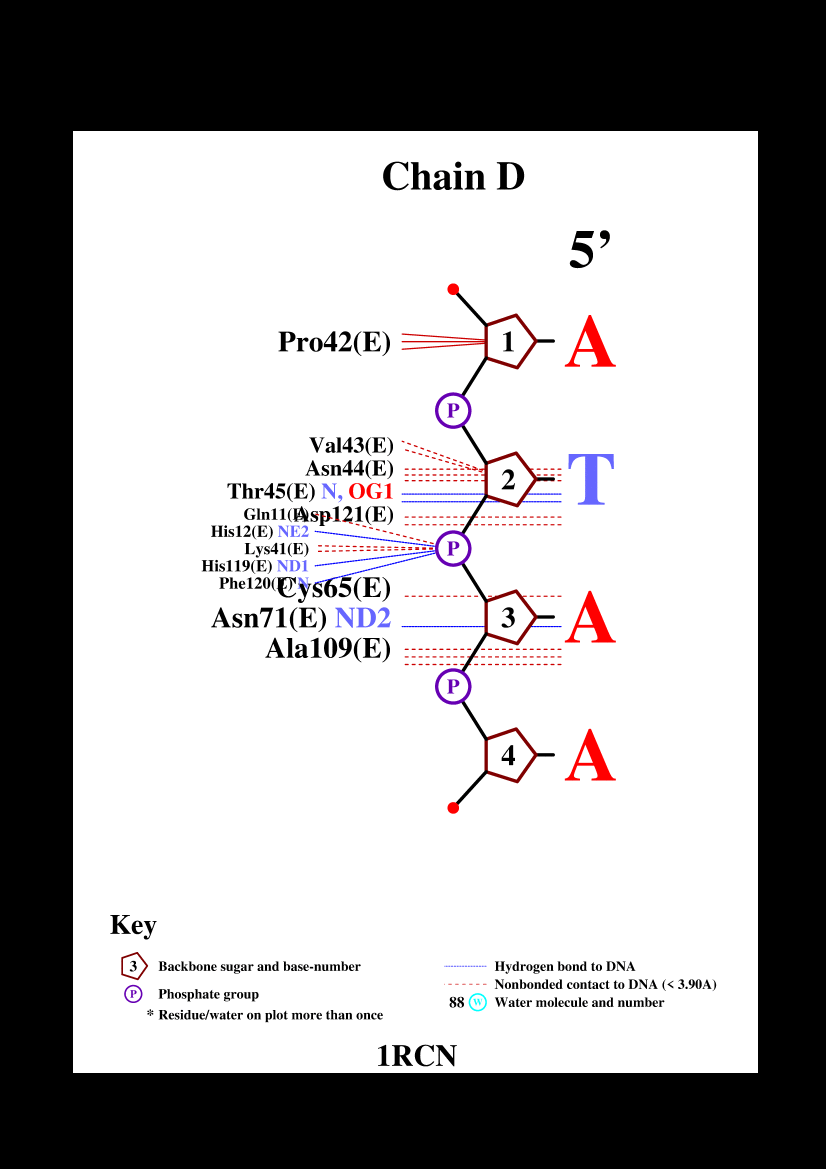 Chain D
5’
Pro42(E)
1
A
P
Val43(E)
Asn44(E)
2
T
Thr45(E) N, OG1
Asp121(E)
Gln11(E)
His12(E) NE2
Lys41(E)
P
His119(E) ND1
Phe120(E) N
Cys65(E)
Asn71(E) ND2
3
A
Ala109(E)
P
4
A
Key
3 Backbone sugar and base-number
P Phosphate group
* Residue/water on plot more than once
Hydrogen bond to DNA
Nonbonded contact to DNA (< 3.90A)
88 W Water molecule and number
1RCN